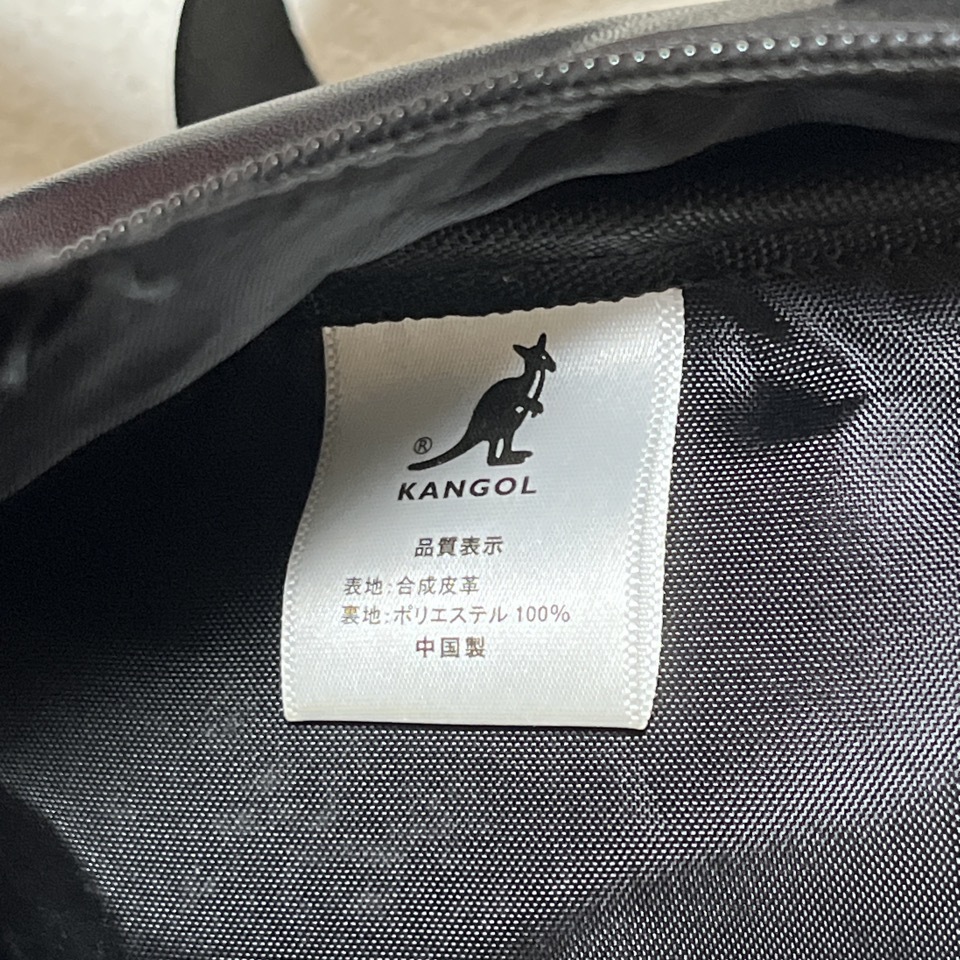 ®
KANGOL
品質表示
表地:合成皮革
裏地:ポリエステル 100%
中国製